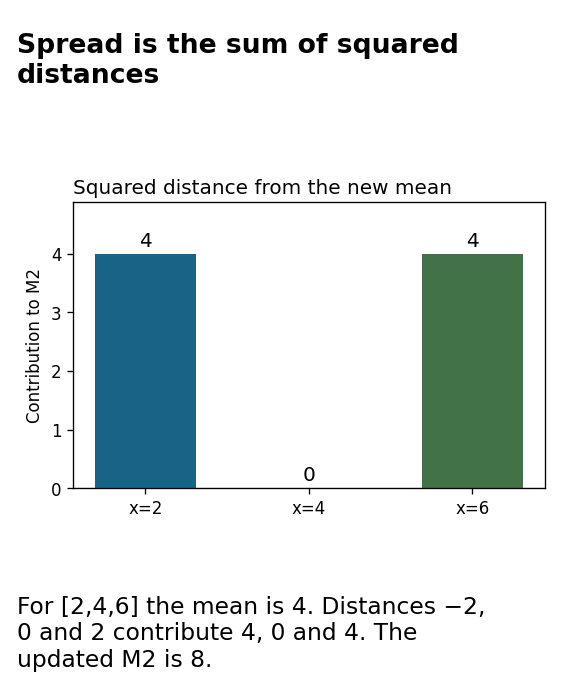 Spread is the sum of squared
distances
Squared distance from the new mean
Contribution to M2
4
3
2
1
0
4
0
4
x=2
x=4
x=6
For [2,4,6] the mean is 4. Distances −2,
0 and 2 contribute 4, 0 and 4. The
updated M2 is 8.